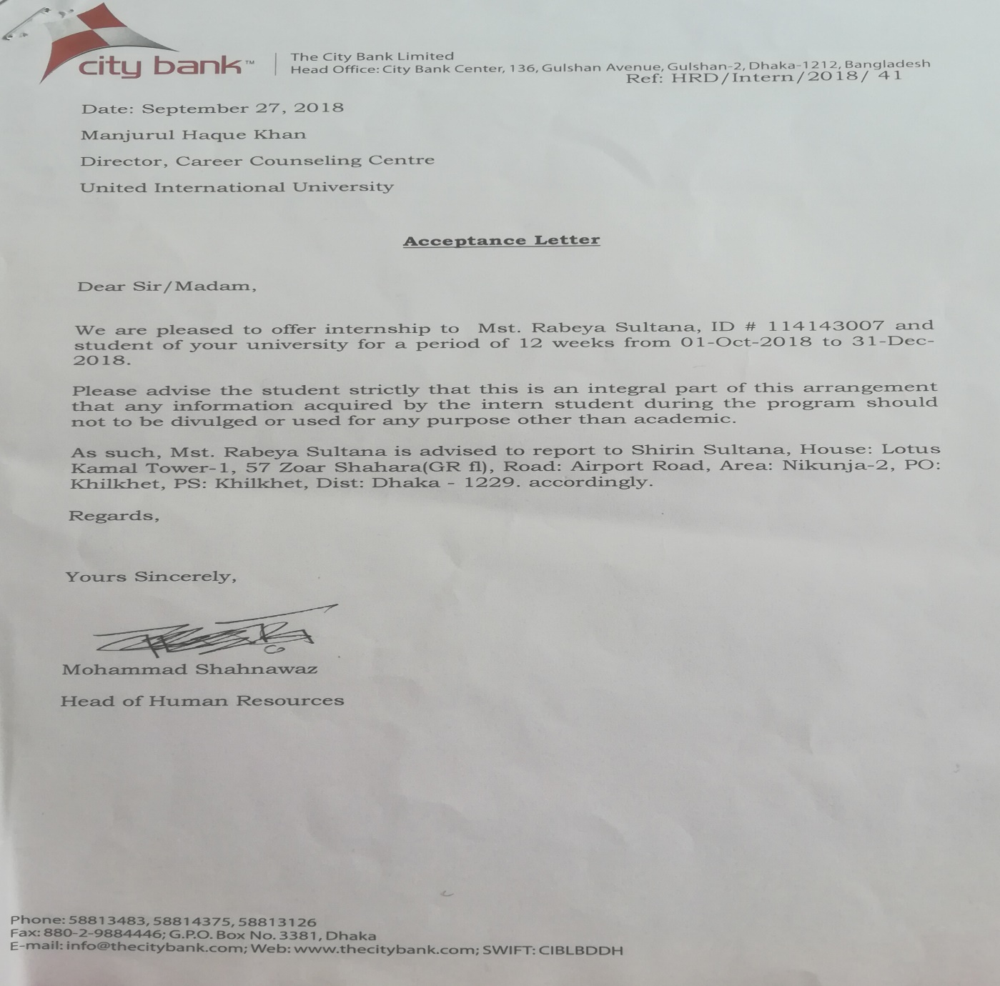 city bank™
The City Bank Limited
Head Office: City Bank Center, 136, Gulshan Avenue, Gulshan-2, Dhaka-1212, Bangladesh
Ref: HRD/Intern/2018/ 41
Date: September 27, 2018
Manjurul Haque Khan
Director, Career Counseling Centre
United International University
Acceptance Letter
Dear Sir/Madam,
We are pleased to offer internship to Mst. Rabeya Sultana, ID # 114143007 and
student of your university for a period of 12 weeks from 01-Oct-2018 to 31-Dec-
2018.
Please advise the student strictly that this is an integral part of this arrangement
that any information acquired by the intern student during the program should
not to be divulged or used for any purpose other than academic.
As such, Mst. Rabeya Sultana is advised to report to Shirin Sultana, House: Lotus
Kamal Tower-1, 57 Zoar Shahara(GR fl), Road: Airport Road, Area: Nikunja-2, PO:
Khilkhet, PS: Khilkhet, Dist: Dhaka - 1229. accordingly.
Regards,
Yours Sincerely,
Mohammad Shahnawaz
Head of Human Resources
Phone: 58813483, 58814375, 58813126
Fax: 880-2-9884446; G.P.O. Box No. 3381, Dhaka
E-mail: info@thecitybank.com; Web: www.thecitybank.com; SWIFT: CIBLBDDH